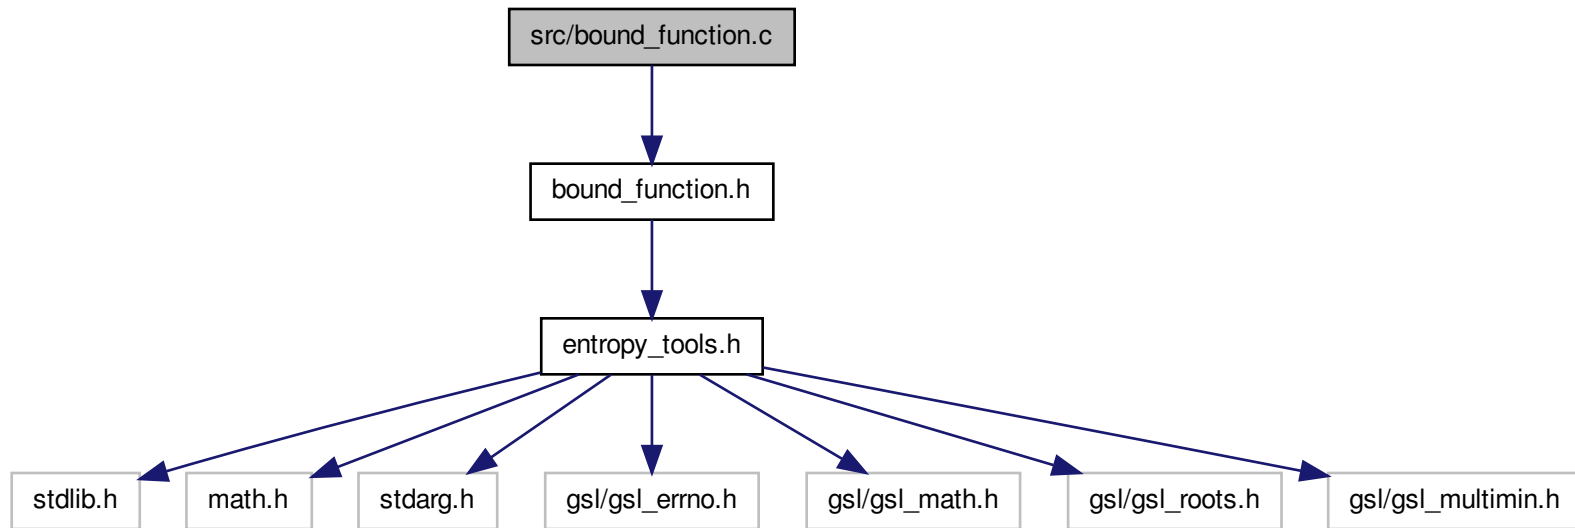 src/bound_function.c
bound_function.h
entropy_tools.h
stdlib.h
math.h
stdarg.h
gsl/gsl_errno.h
gsl/gsl_math.h
gsl/gsl_roots.h
gsl/gsl_multimin.h